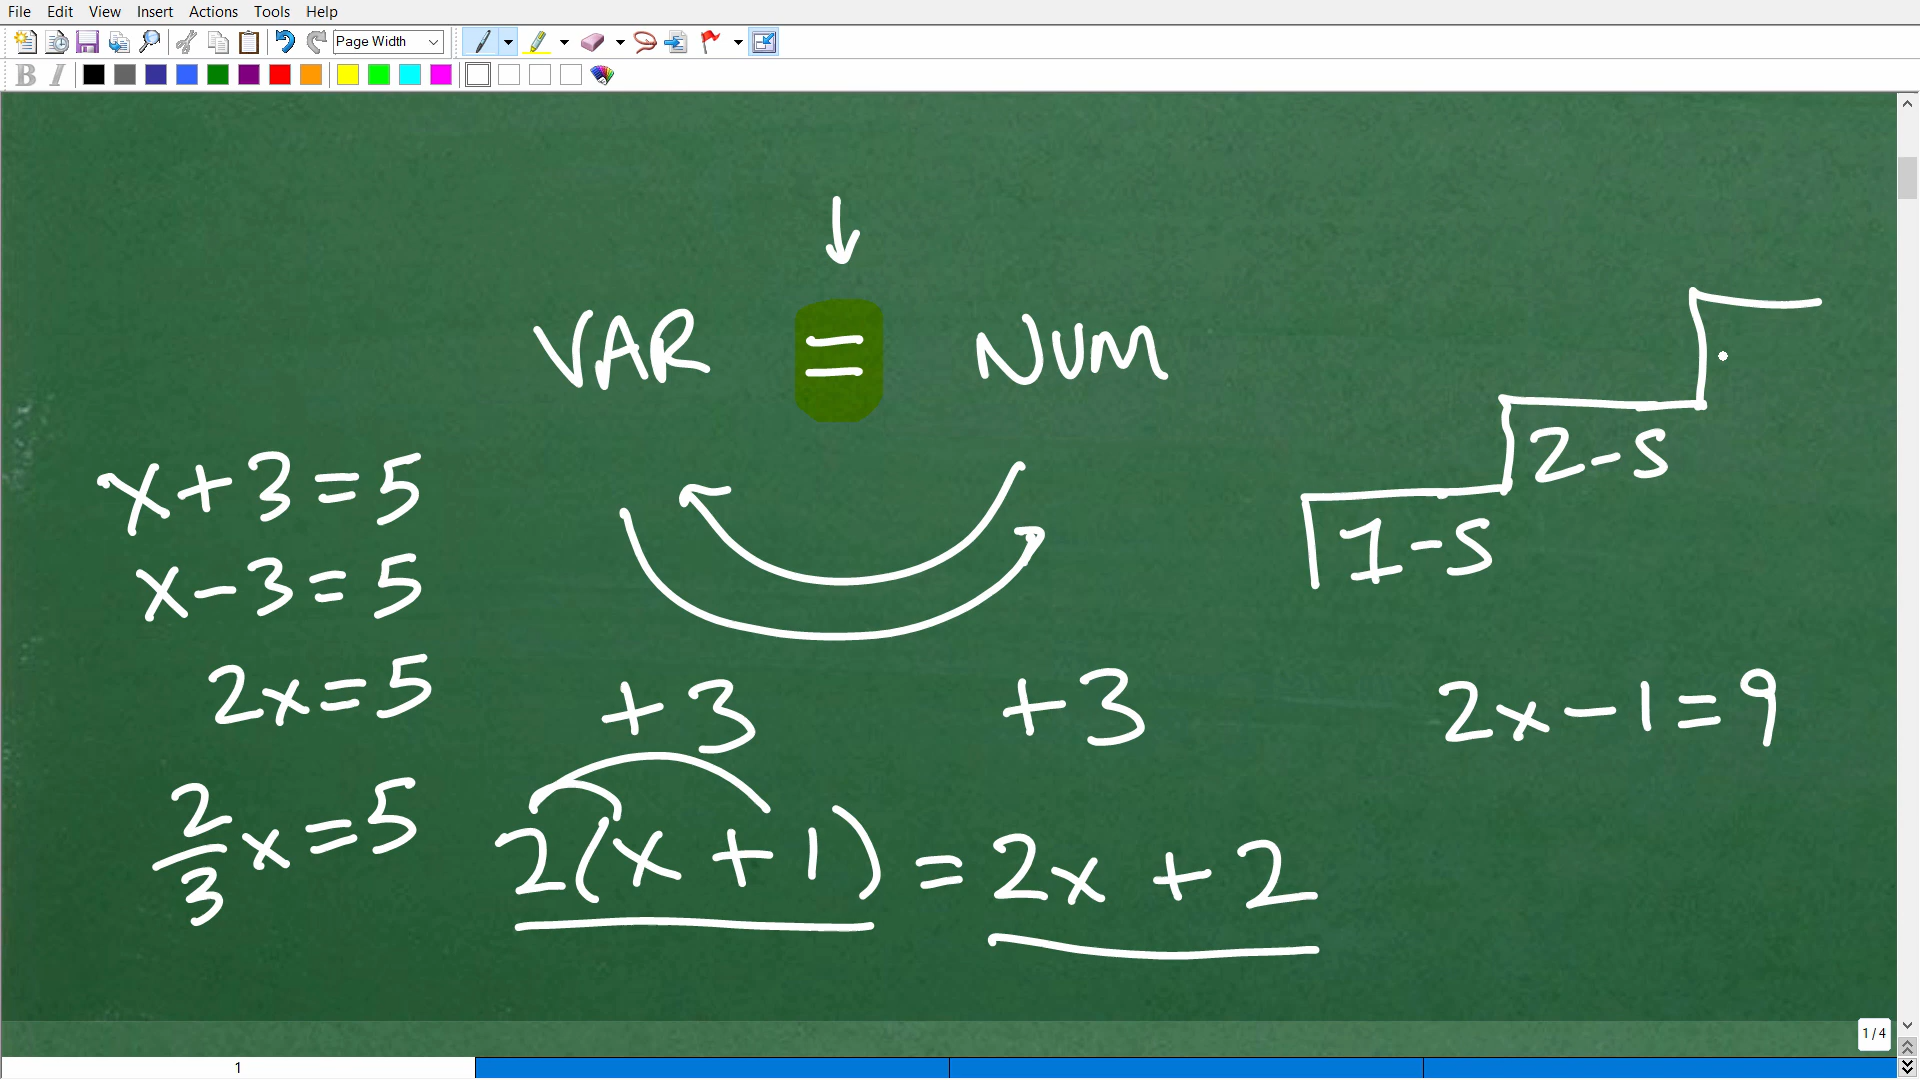 File Edit View Insert Actions Tools Help
Page Width
B I
VAR = NUM
x+3=5
x-3=5
2x=5
2/3 x=5
+3 +3
2(x+1)=2x+2
2-S
1-S
2x-1=9
1/4
1